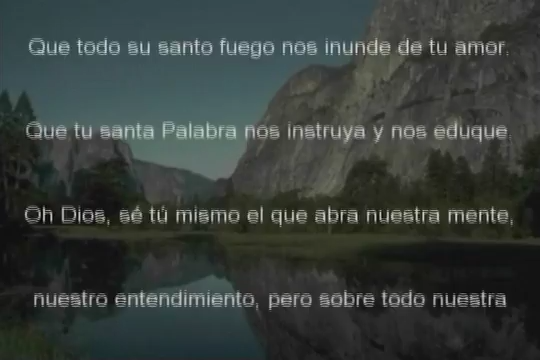 Que todo su santo fuego nos inunde de tu amor.
Que tu santa Palabra nos instruya y nos eduque.
Oh Dios, sé tú mismo el que abra nuestra mente,
nuestro entendimiento, pero sobre todo nuestra